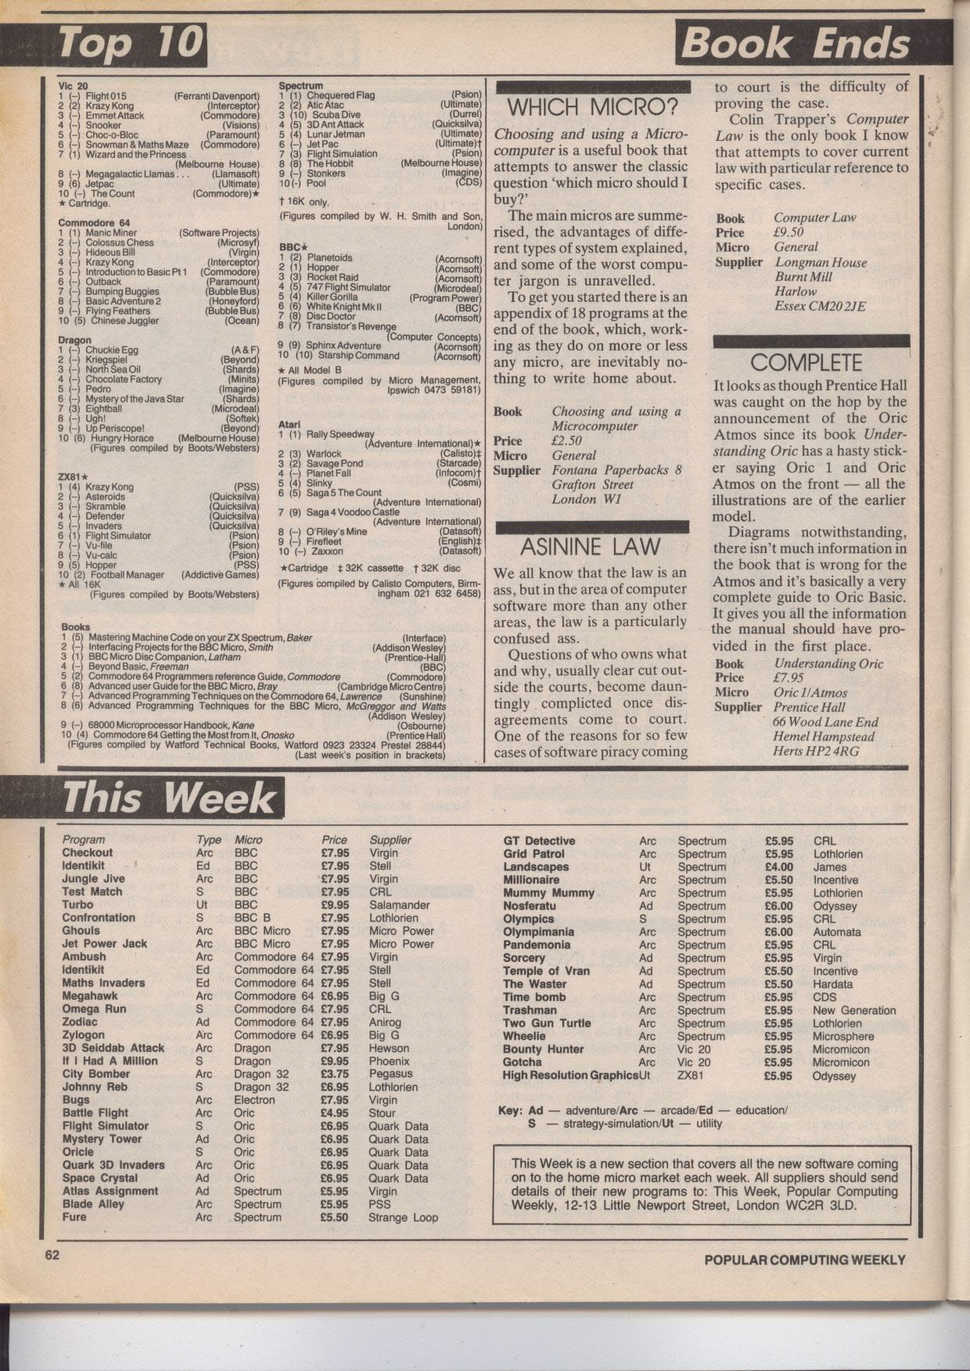 Top 10
Book Ends
Vic 20
1 (–) Flight 015 (Ferranti Davenport)
2 (2) Krazy Kong (Interceptor)
3 (–) Emmet Attack (Commodore)
4 (–) Snooker (Visions)
5 (–) Choc-o-Bloc (Paramount)
6 (–) Snowman & Maths Maze (Commodore)
7 (1) Wizard and the Princess
(Melbourne House)
8 (–) Megagalactic Llamas . . . (Llamasoft)
9 (6) Jetpac (Ultimate)
10 (–) The Count (Commodore)★
★ Cartridge.
Commodore 64
1 (1) Manic Miner (Software Projects)
2 (–) Colossus Chess (Microsyf)
3 (–) Hideous Bill (Virgin)
4 (–) Krazy Kong (Interceptor)
5 (–) Introduction to Basic Pt 1 (Commodore)
6 (–) Outback (Paramount)
7 (–) Bumping Buggies (Bubble Bus)
8 (–) Basic Adventure 2 (Honeyford)
9 (–) Flying Feathers (Bubble Bus)
10 (5) Chinese Juggler (Ocean)
Dragon
1 (–) Chuckie Egg (A & F)
2 (–) Kriegspiel (Beyond)
3 (–) North Sea Oil (Shards)
4 (–) Chocolate Factory (Minits)
5 (–) Pedro (Imagine)
6 (–) Mystery of the Java Star (Shards)
7 (3) Eightball (Microdeal)
8 (–) Ugh! (Softek)
9 (–) Up Periscope! (Beyond)
10 (6) Hungry Horace (Melbourne House)
(Figures compiled by Boots/Websters)
ZX81★
1 (4) Krazy Kong (PSS)
2 (–) Asteroids (Quicksilva)
3 (–) Skramble (Quicksilva)
4 (–) Defender (Quicksilva)
5 (–) Invaders (Quicksilva)
6 (1) Flight Simulator (Psion)
7 (–) Vu-file (Psion)
8 (–) Vu-calc (Psion)
9 (5) Hopper (PSS)
10 (2) Football Manager (Addictive Games)
★ All 16K
(Figures compiled by Boots/Websters)
Spectrum
1 (1) Chequered Flag (Psion)
2 (2) Atic Atac (Ultimate)
3 (10) Scuba Dive (Durrel)
4 (5) 3D Ant Attack (Quicksilva)
5 (4) Lunar Jetman (Ultimate)
6 (–) Jet Pac (Ultimate)†
7 (3) Flight Simulation (Psion)
8 (8) The Hobbit (Melbourne House)
9 (–) Stonkers (Imagine)
10 (-) Pool (CDS)
† 16K only.
(Figures compiled by W. H. Smith and Son,
London)
BBC★
1 (2) Planetoids (Acornsoft)
2 (1) Hopper (Acornsoft)
3 (3) Rocket Raid (Acornsoft)
4 (5) 747 Flight Simulator (Microdeal)
5 (4) Killer Gorilla (Program Power)
6 (6) White Knight Mk II (BBC)
7 (8) Disc Doctor (Acornsoft)
8 (7) Transistor's Revenge
(Computer Concepts)
9 (9) Sphinx Adventure (Acornsoft)
10 (10) Starship Command (Acornsoft)
★ All Model B
(Figures compiled by Micro Management,
Ipswich 0473 59181)
Atari
1 (1) Rally Speedway
(Adventure International)★
2 (3) Warlock (Calisto)‡
3 (2) Savage Pond (Starcade)
4 (–) Planet Fall (Infocom)†
5 (4) Slinky (Cosmi)
6 (5) Saga 5 The Count
(Adventure International)
7 (9) Saga 4 Voodoo Castle
(Adventure International)
8 (–) O'Riley's Mine (Datasoft)
9 (–) Firefleet (English)‡
10 (–) Zaxxon (Datasoft)
★Cartridge ‡ 32K cassette † 32K disc
(Figures compiled by Calisto Computers, Birm-
ingham 021 632 6458)
Books
1 (5) Mastering Machine Code on your ZX Spectrum, Baker (Interface)
2 (–) Interfacing Projects for the BBC Micro, Smith (Addison Wesley)
3 (1) BBC Micro Disc Companion, Latham (Prentice-Hall)
4 (–) Beyond Basic, Freeman (BBC)
5 (2) Commodore 64 Programmers reference Guide, Commodore (Commodore)
6 (8) Advanced user Guide for the BBC Micro, Bray (Cambridge Micro Centre)
7 (–) Advanced Programming Techniques on the Commodore 64, Lawrence (Sunshine)
8 (6) Advanced Programming Techniques for the BBC Micro, McGreggor and Watts
(Addison Wesley)
9 (–) 68000 Microprocessor Handbook, Kane (Osbourne)
10 (4) Commodore 64 Getting the Most from It, Onosko (Prentice Hall)
(Figures compiled by Watford Technical Books, Watford 0923 23324 Prestel 28844)
(Last week's position in brackets)
WHICH MICRO?
Choosing and using a Micro-
computer is a useful book that
attempts to answer the classic
question 'which micro should I
buy?'
The main micros are summe-
rised, the advantages of diffe-
rent types of system explained,
and some of the worst compu-
ter jargon is unravelled.
To get you started there is an
appendix of 18 programs at the
end of the book, which, work-
ing as they do on more or less
any micro, are inevitably no-
thing to write home about.
Book Choosing and using a
Microcomputer
Price £2.50
Micro General
Supplier Fontana Paperbacks 8
Grafton Street
London W1
ASININE LAW
We all know that the law is an
ass, but in the area of computer
software more than any other
areas, the law is a particularly
confused ass.
Questions of who owns what
and why, usually clear cut out-
side the courts, become daun-
tingly complicted once dis-
agreements come to court.
One of the reasons for so few
cases of software piracy coming
to court is the difficulty of
proving the case.
Colin Trapper's Computer
Law is the only book I know
that attempts to cover current
law with particular reference to
specific cases.
Book Computer Law
Price £9.50
Micro General
Supplier Longman House
Burnt Mill
Harlow
Essex CM20 2JE
COMPLETE
It looks as though Prentice Hall
was caught on the hop by the
announcement of the Oric
Atmos since its book Under-
standing Oric has a hasty stick-
er saying Oric 1 and Oric
Atmos on the front — all the
illustrations are of the earlier
model.
Diagrams notwithstanding,
there isn't much information in
the book that is wrong for the
Atmos and it's basically a very
complete guide to Oric Basic.
It gives you all the information
the manual should have pro-
vided in the first place.
Book Understanding Oric
Price £7.95
Micro Oric 1/Atmos
Supplier Prentice Hall
66 Wood Lane End
Hemel Hampstead
Herts HP2 4RG
This Week
Program Type Micro Price Supplier
Checkout Arc BBC £7.95 Virgin
Identikit Ed BBC £7.95 Stell
Jungle Jive Arc BBC £7.95 Virgin
Test Match S BBC £7.95 CRL
Turbo Ut BBC £9.95 Salamander
Confrontation S BBC B £7.95 Lothlorien
Ghouls Arc BBC Micro £7.95 Micro Power
Jet Power Jack Arc BBC Micro £7.95 Micro Power
Ambush Arc Commodore 64 £7.95 Virgin
Identikit Ed Commodore 64 £7.95 Stell
Maths Invaders Ed Commodore 64 £7.95 Stell
Megahawk Arc Commodore 64 £6.95 Big G
Omega Run S Commodore 64 £7.95 CRL
Zodiac Ad Commodore 64 £7.95 Anirog
Zylogon Arc Commodore 64 £6.95 Big G
3D Seiddab Attack Arc Dragon £7.95 Hewson
If I Had A Million S Dragon £9.95 Phoenix
City Bomber Arc Dragon 32 £3.75 Pegasus
Johnny Reb S Dragon 32 £6.95 Lothlorien
Bugs Arc Electron £7.95 Virgin
Battle Flight Arc Oric £4.95 Stour
Flight Simulator S Oric £6.95 Quark Data
Mystery Tower Ad Oric £6.95 Quark Data
Oricle S Oric £6.95 Quark Data
Quark 3D Invaders Arc Oric £6.95 Quark Data
Space Crystal Ad Oric £6.95 Quark Data
Atlas Assignment Ad Spectrum £5.95 Virgin
Blade Alley Arc Spectrum £5.95 PSS
Fure Arc Spectrum £5.50 Strange Loop
GT Detective Arc Spectrum £5.95 CRL
Grid Patrol Arc Spectrum £5.95 Lothlorien
Landscapes Ut Spectrum £4.00 James
Millionaire Arc Spectrum £5.50 Incentive
Mummy Mummy Arc Spectrum £5.95 Lothlorien
Nosferatu Ad Spectrum £6.00 Odyssey
Olympics S Spectrum £5.95 CRL
Olympimania Arc Spectrum £6.00 Automata
Pandemonia Arc Spectrum £5.95 CRL
Sorcery Ad Spectrum £5.95 Virgin
Temple of Vran Ad Spectrum £5.50 Incentive
The Waster Ad Spectrum £5.50 Hardata
Time bomb Arc Spectrum £5.95 CDS
Trashman Arc Spectrum £5.95 New Generation
Two Gun Turtle Arc Spectrum £5.95 Lothlorien
Wheelie Arc Spectrum £5.95 Microsphere
Bounty Hunter Arc Vic 20 £5.95 Micromicon
Gotcha Arc Vic 20 £5.95 Micromicon
High Resolution Graphics Ut ZX81 £5.95 Odyssey
Key: Ad — adventure/Arc — arcade/Ed — education/
S — strategy-simulation/Ut — utility
This Week is a new section that covers all the new software coming
on to the home micro market each week. All suppliers should send
details of their new programs to: This Week, Popular Computing
Weekly, 12-13 Little Newport Street, London WC2R 3LD.
62
POPULAR COMPUTING WEEKLY